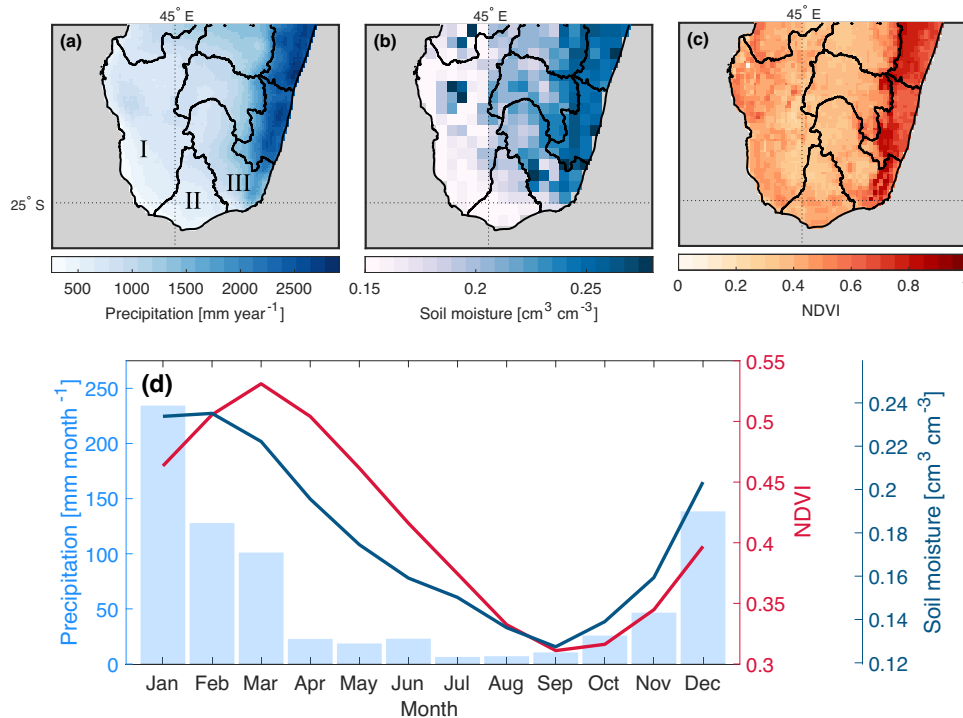 45° E
45° E
45° E
(a)
(b)
(c)
I
II
III
25° S
500 1000 1500 2000 2500
0.15 0.2 0.25
0 0.2 0.4 0.6 0.8 1
Precipitation [mm year⁻¹]
Soil moisture [cm³ cm⁻³]
NDVI
(d)
Precipitation [mm month ⁻¹]
250
200
150
100
50
0
0.55
0.5
0.45
0.4
0.35
0.3
NDVI
0.24
0.22
0.2
0.18
0.16
0.14
0.12
Soil moisture [cm³ cm⁻³]
Jan Feb Mar Apr May Jun Jul Aug Sep Oct Nov Dec
Month